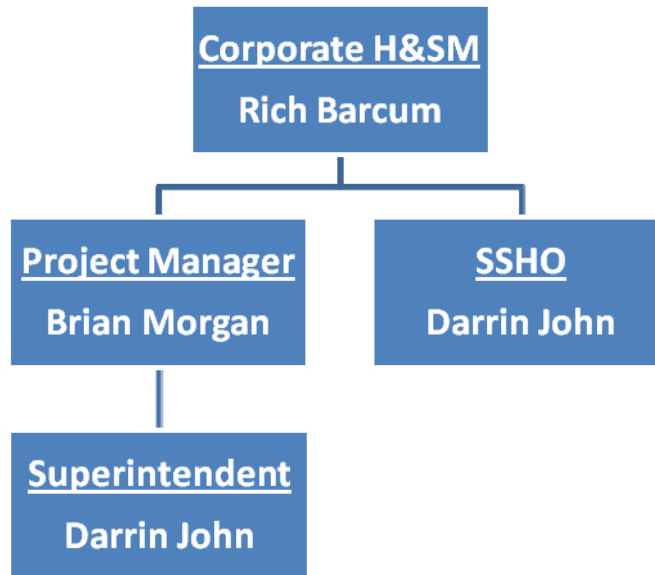 Corporate H&SM
Rich Barcum
Project Manager
Brian Morgan
SSHO
Darrin John
Superintendent
Darrin John